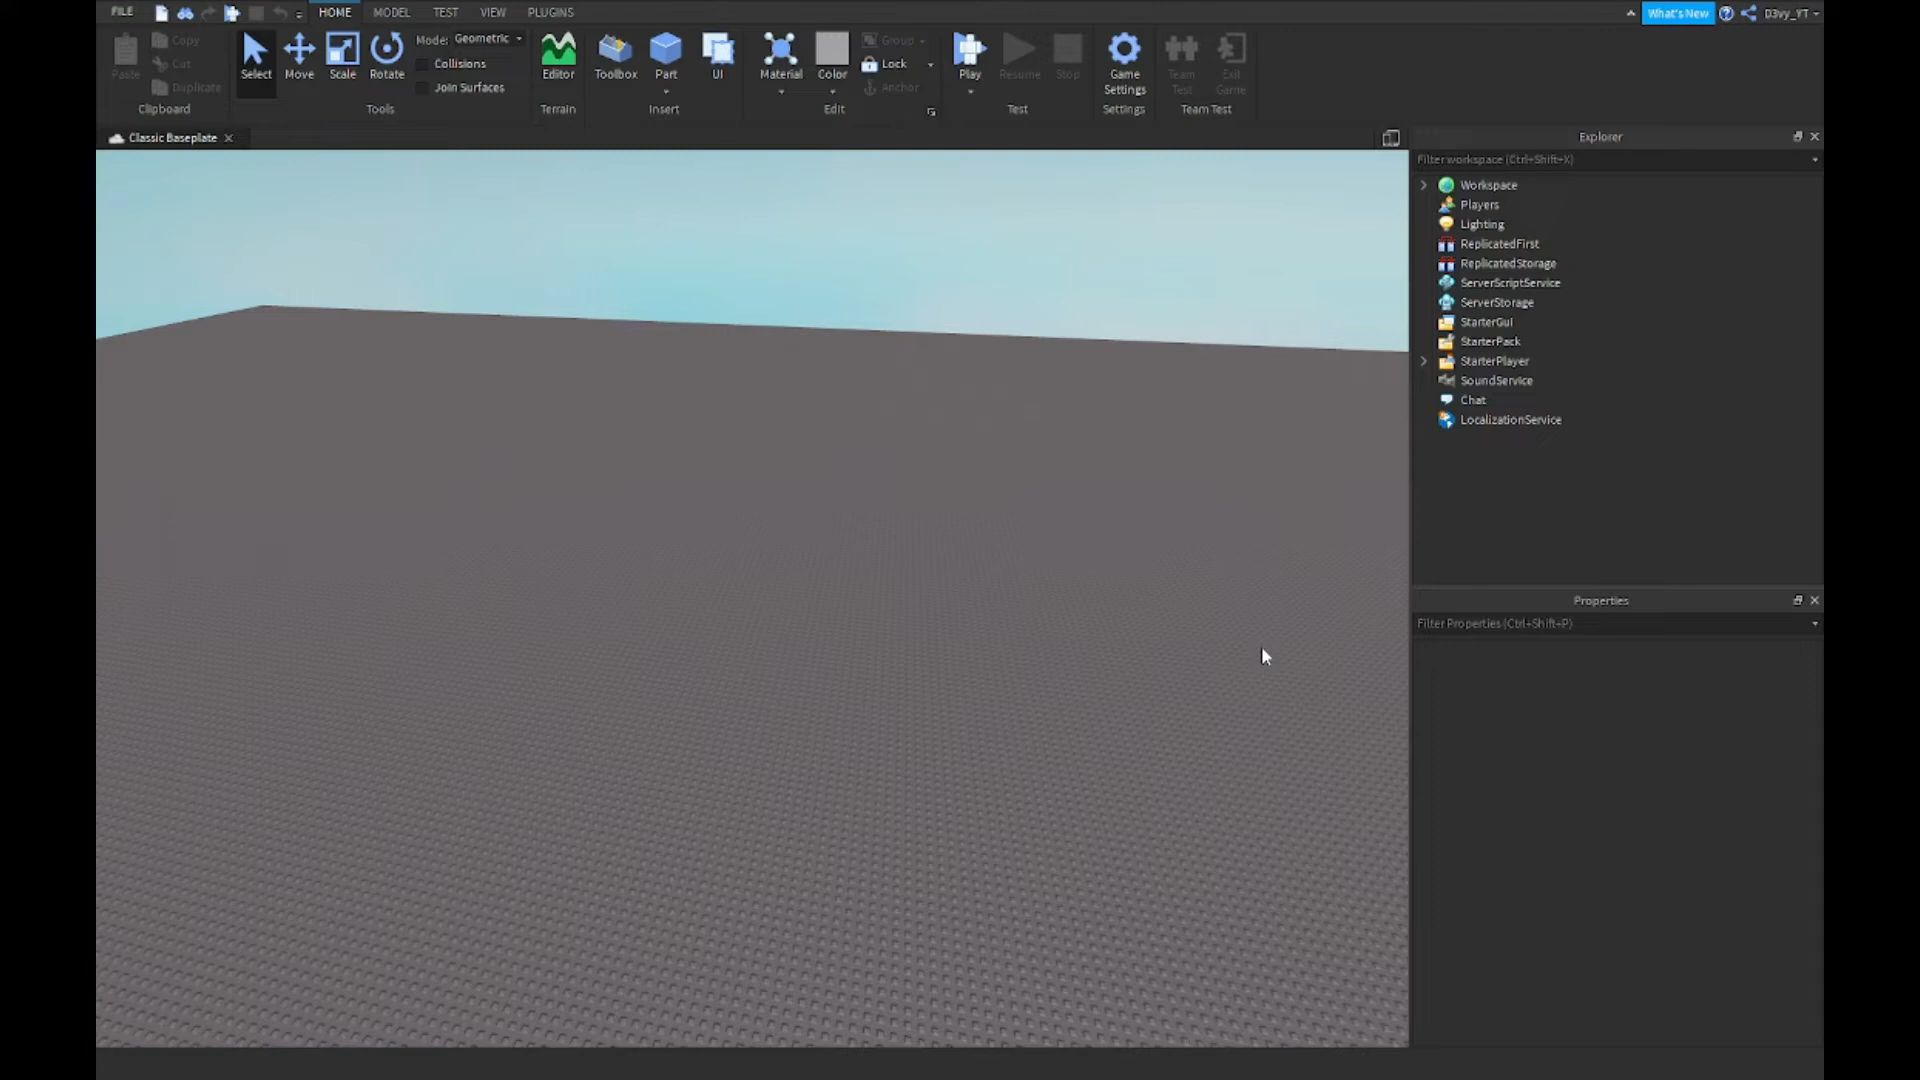 FILE HOME MODEL TEST VIEW PLUGINS What's New D3vy_YT
Paste Copy Cut Duplicate Clipboard
Select Move Scale Rotate Mode: Geometric Collisions Join Surfaces Tools
Editor Terrain
Toolbox Part UI Insert
Material Color Group Lock Anchor Edit
Play Resume Stop Test
Game Settings Settings
Team Test Exit Game Team Test
Classic Baseplate
Explorer
Filter workspace (Ctrl+Shift+X)
Workspace
Players
Lighting
ReplicatedFirst
ReplicatedStorage
ServerScriptService
ServerStorage
StarterGui
StarterPack
StarterPlayer
SoundService
Chat
LocalizationService
Properties
Filter Properties (Ctrl+Shift+P)